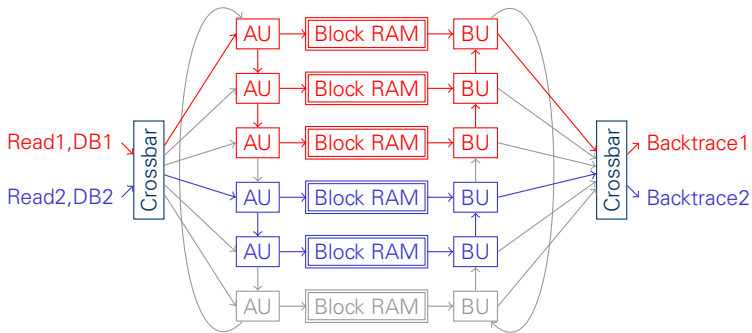 AU Block RAM BU
AU Block RAM BU
Read1,DB1 Crossbar AU Block RAM BU Crossbar Backtrace1
Read2,DB2 AU Block RAM BU Backtrace2
AU Block RAM BU
AU Block RAM BU